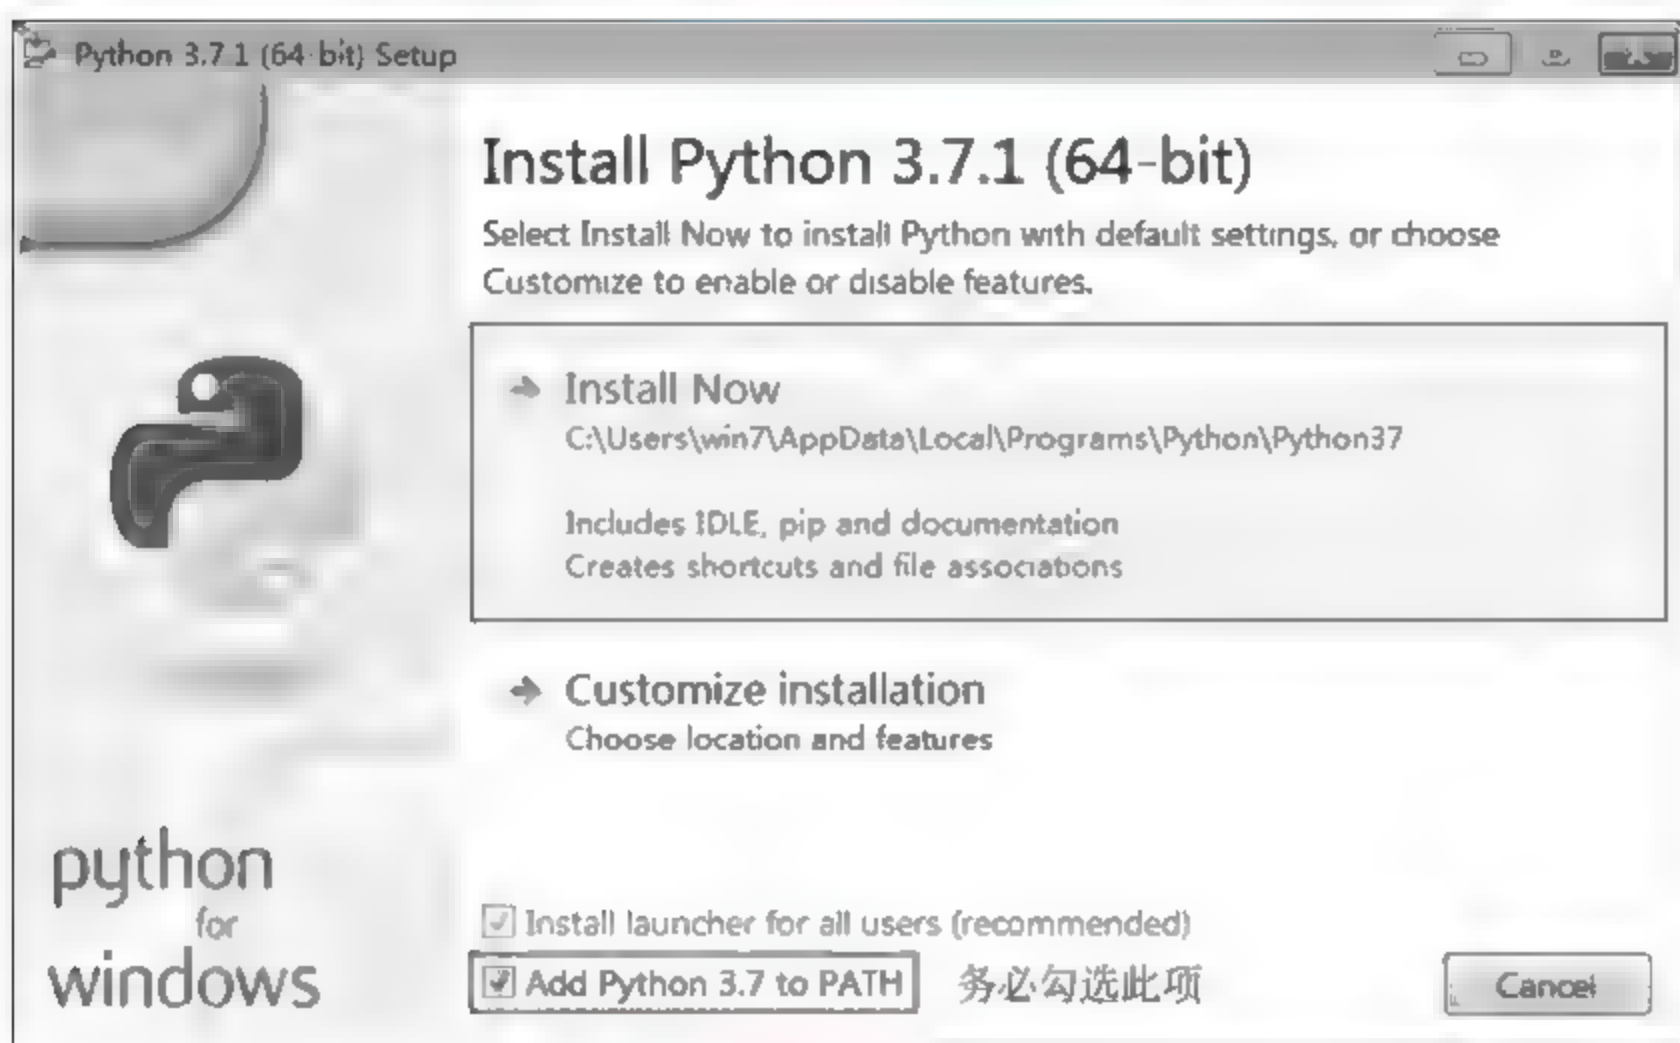 Python 3.7.1 (64-bit) Setup
Install Python 3.7.1 (64-bit)
Select Install Now to install Python with default settings, or choose
Customize to enable or disable features.
Install Now
C:\Users\win7\AppData\Local\Programs\Python\Python37
Includes IDLE, pip and documentation
Creates shortcuts and file associations
Customize installation
Choose location and features
python
for
windows
Install launcher for all users (recommended)
Add Python 3.7 to PATH 务必勾选此项
Cancel